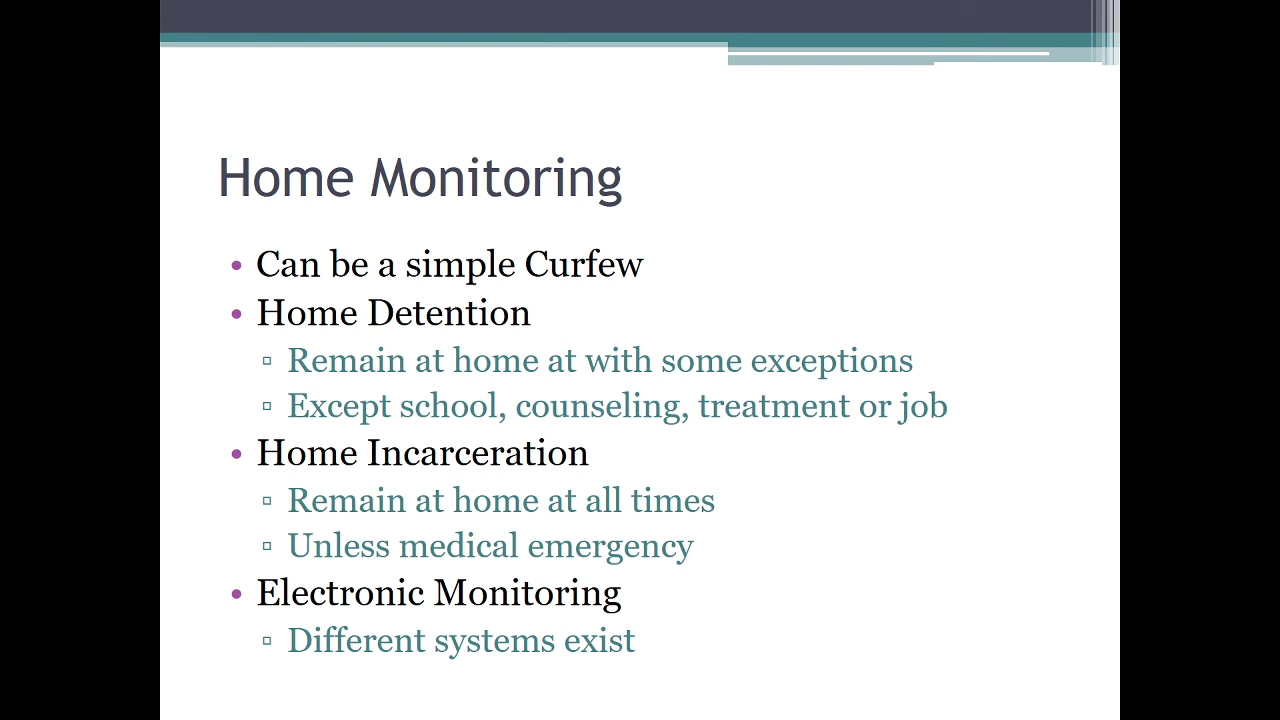 Home Monitoring
• Can be a simple Curfew
• Home Detention
▫ Remain at home at with some exceptions
▫ Except school, counseling, treatment or job
• Home Incarceration
▫ Remain at home at all times
▫ Unless medical emergency
• Electronic Monitoring
▫ Different systems exist